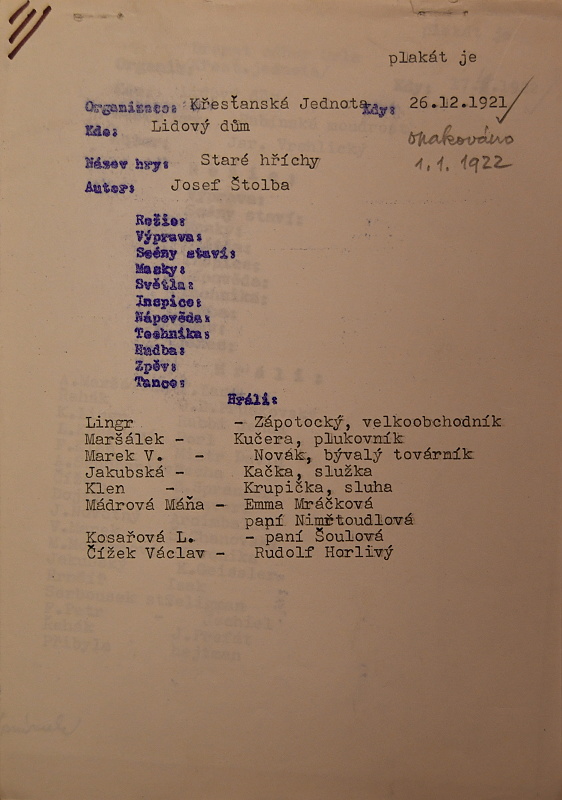 plakát je
Organizace: Křesťanská Jednota Kdy: 26.12.1921
Kde: Lidový dům
opakováno
1.1. 1922
Název hry: Staré hříchy
Autor: Josef Štolba
Režie:
Výprava:
Scény staví:
Masky:
Světla:
Inspice:
Nápověda:
Technika:
Hudba:
Zpěv:
Tance:
Hráli:
Lingr - Zápotocký, velkoobchodník
Maršálek - Kučera, plukovník
Marek V. - Novák, bývalý továrník
Jakubská - Kačka, služka
Klen - Krupička, sluha
Mádrová Máňa - Emma Mráčková
papí Nimrtoudlová
Kosařová L. - paní Šoulová
Čížek Václav - Rudolf Horlivý